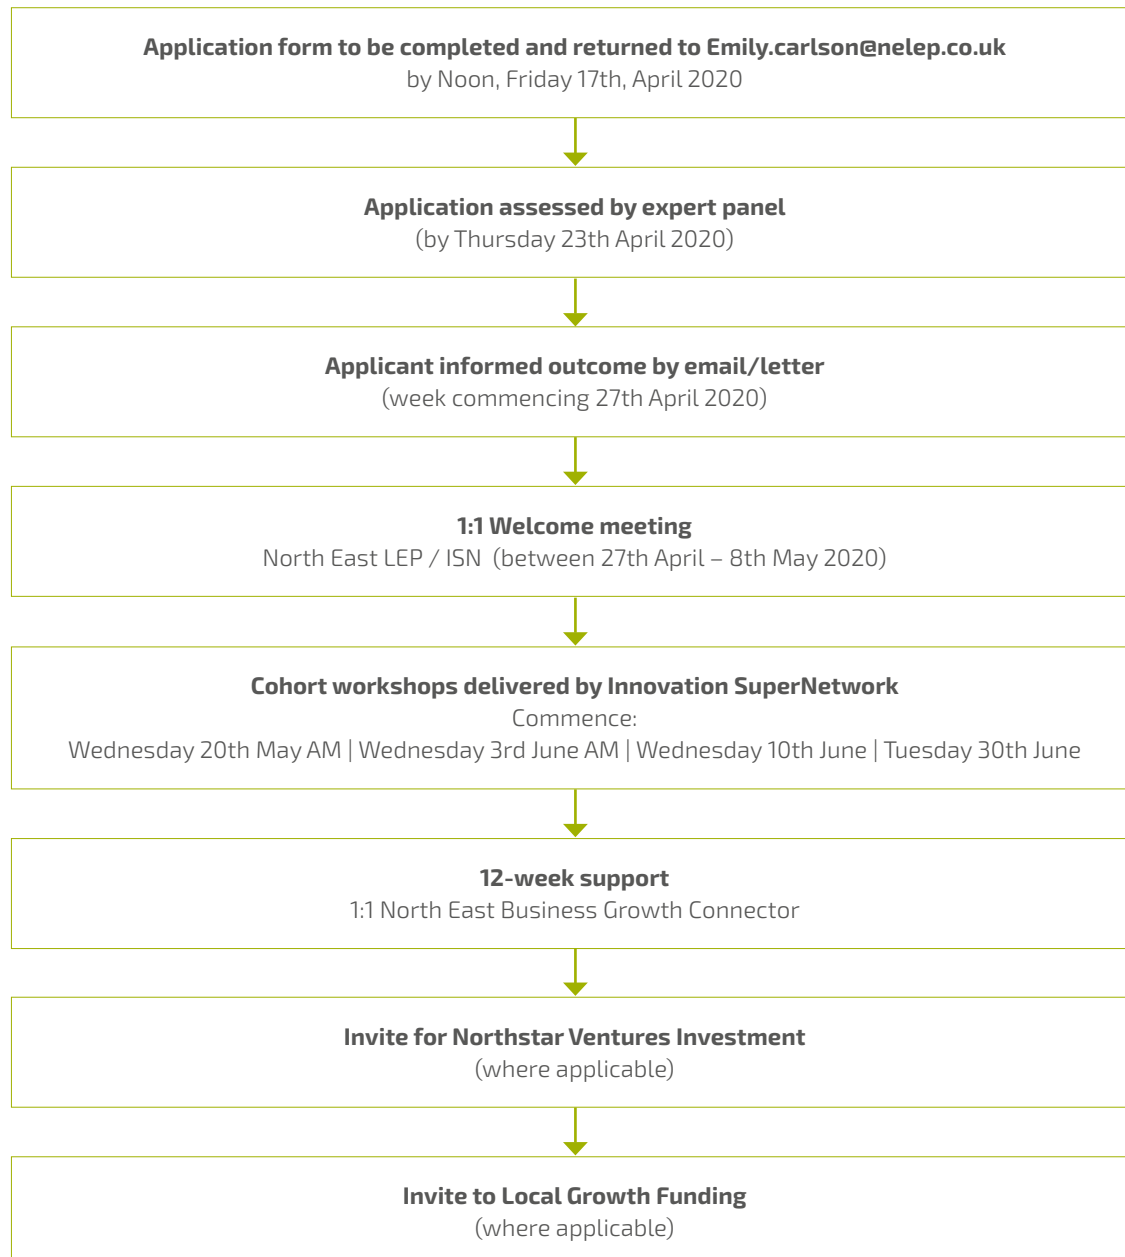 Application form to be completed and returned to Emily.carlson@nelep.co.uk
by Noon, Friday 17th, April 2020
Application assessed by expert panel
(by Thursday 23th April 2020)
Applicant informed outcome by email/letter
(week commencing 27th April 2020)
1:1 Welcome meeting
North East LEP / ISN (between 27th April – 8th May 2020)
Cohort workshops delivered by Innovation SuperNetwork
Commence:
Wednesday 20th May AM | Wednesday 3rd June AM | Wednesday 10th June | Tuesday 30th June
12-week support
1:1 North East Business Growth Connector
Invite for Northstar Ventures Investment
(where applicable)
Invite to Local Growth Funding
(where applicable)